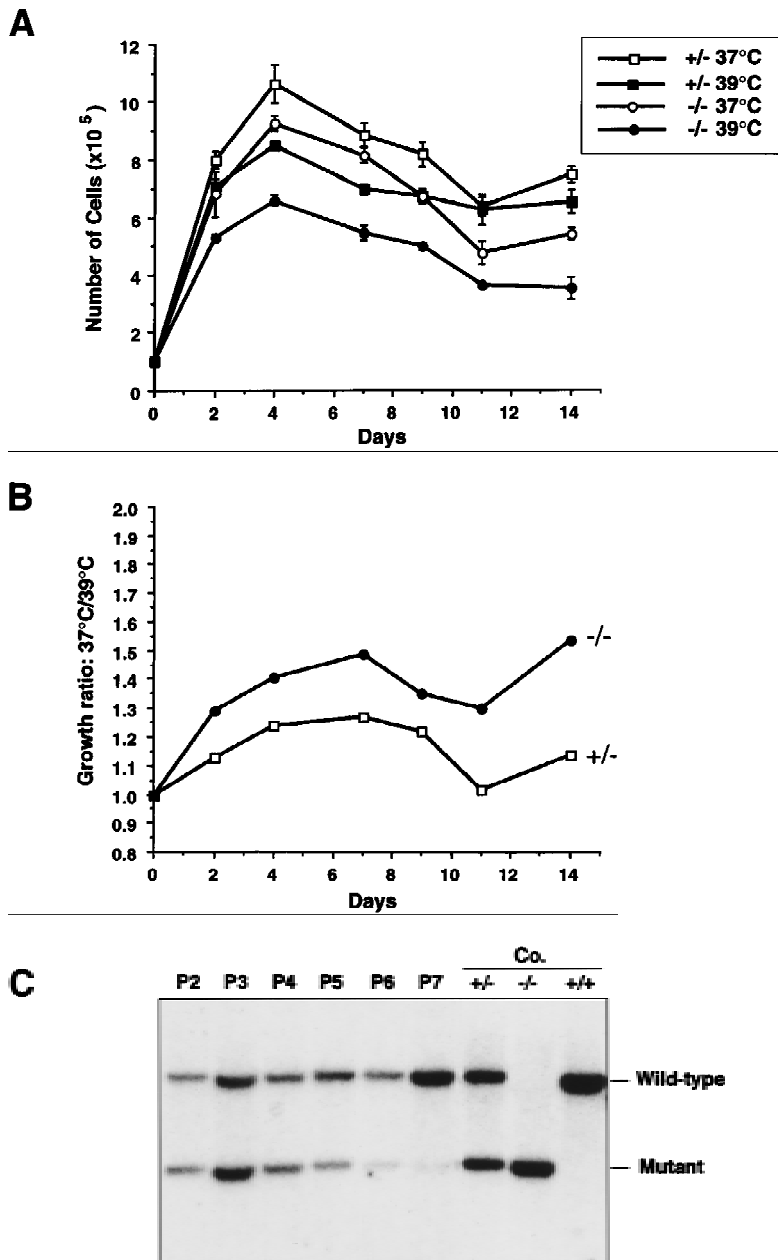 A
12
10
8
6
4
2
0
Number of Cells (x10 5)
0 2 4 6 8 10 12 14
Days
+/- 37°C
+/- 39°C
-/- 37°C
-/- 39°C
B
2.0
1.9
1.8
1.7
1.6
1.5
1.4
1.3
1.2
1.1
1.0
0.9
0.8
Growth ratio: 37°C/39°C
-/-
+/-
0 2 4 6 8 10 12 14
Days
C
Co.
P2 P3 P4 P5 P6 P7 +/- -/- +/+
Wild-type
Mutant